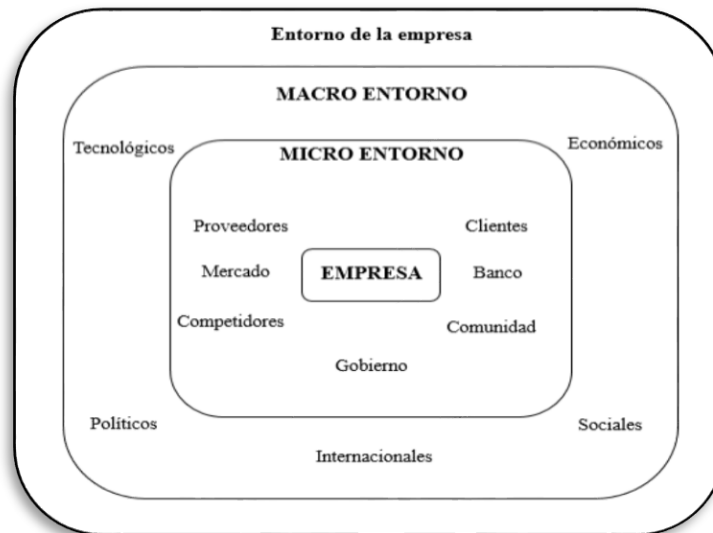 Entorno de la empresa
MACRO ENTORNO
Tecnológicos
Económicos
MICRO ENTORNO
Proveedores
Clientes
Mercado
EMPRESA
Banco
Competidores
Comunidad
Gobierno
Políticos
Sociales
Internacionales